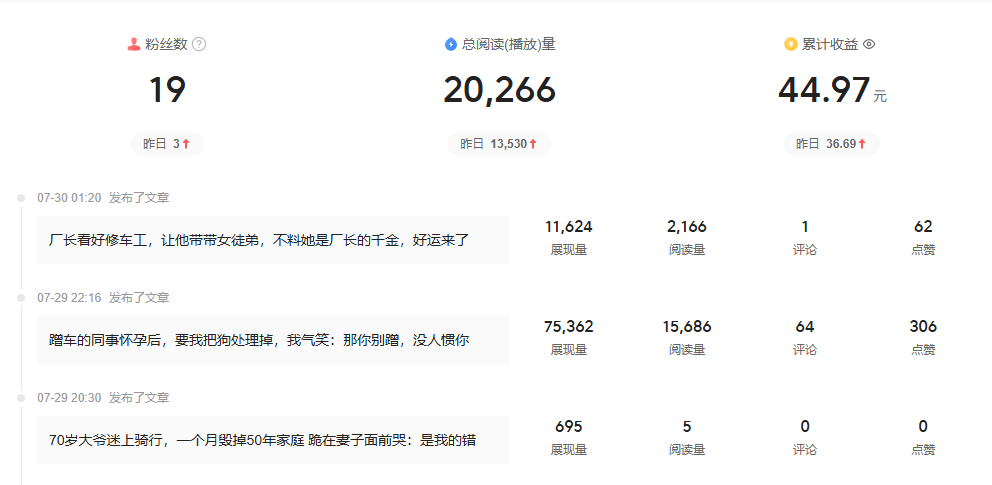 粉丝数 总阅读(播放)量 累计收益
19 20,266 44.97元
昨日 3 昨日 13,530 昨日 36.69
07-30 01:20 发布了文章
厂长看好修车工，让他带带女徒弟，不料她是厂长的千金，好运来了
11,624 2,166 1 62
展现量 阅读量 评论 点赞
07-29 22:16 发布了文章
蹭车的同事怀孕后，要我把狗处理掉，我气笑：那你别蹭，没人惯你
75,362 15,686 64 306
展现量 阅读量 评论 点赞
07-29 20:30 发布了文章
70岁大爷迷上骑行，一个月毁掉50年家庭 跪在妻子面前哭：是我的错
695 5 0 0
展现量 阅读量 评论 点赞